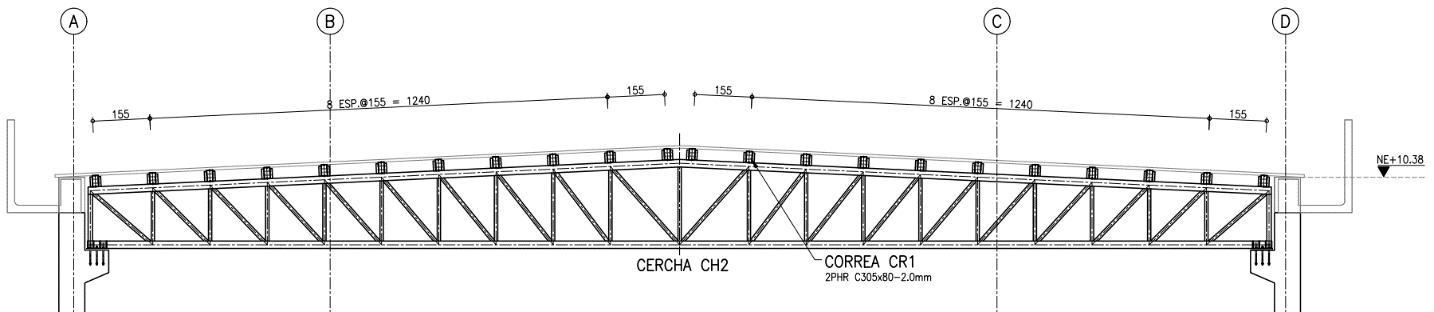 A
B
C
D
155
8 ESP.@155 = 1240
155
155
8 ESP.@155 = 1240
155
NE+10.38
CERCHA CH2
CORREA CR1
2PHR C305x80-2.0mm